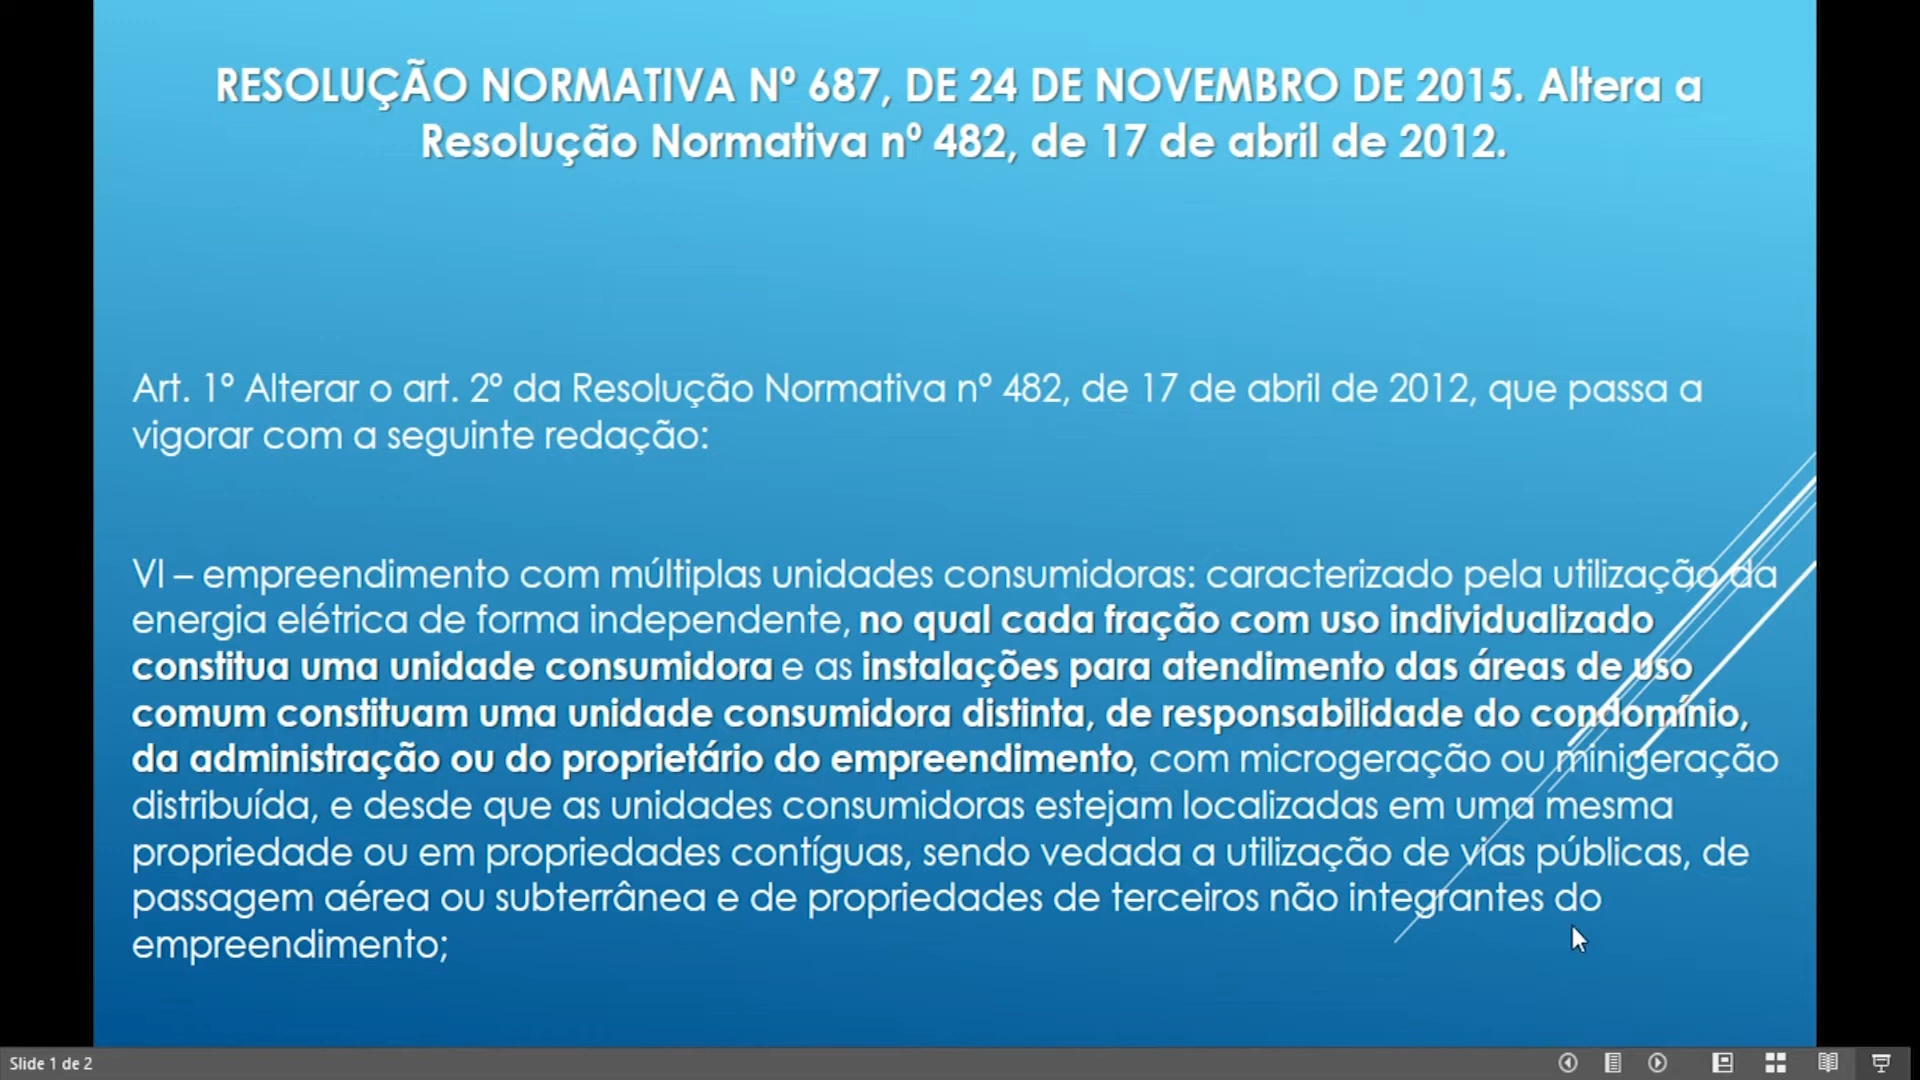 RESOLUÇÃO NORMATIVA Nº 687, DE 24 DE NOVEMBRO DE 2015. Altera a
Resolução Normativa nº 482, de 17 de abril de 2012.
Art. 1º Alterar o art. 2º da Resolução Normativa nº 482, de 17 de abril de 2012, que passa a
vigorar com a seguinte redação:
VI – empreendimento com múltiplas unidades consumidoras: caracterizado pela utilização da
energia elétrica de forma independente, no qual cada fração com uso individualizado
constitua uma unidade consumidora e as instalações para atendimento das áreas de uso
comum constituam uma unidade consumidora distinta, de responsabilidade do condomínio,
da administração ou do proprietário do empreendimento, com microgeração ou minigeração
distribuída, e desde que as unidades consumidoras estejam localizadas em uma mesma
propriedade ou em propriedades contíguas, sendo vedada a utilização de vias públicas, de
passagem aérea ou subterrânea e de propriedades de terceiros não integrantes do
empreendimento;
Slide 1 de 2